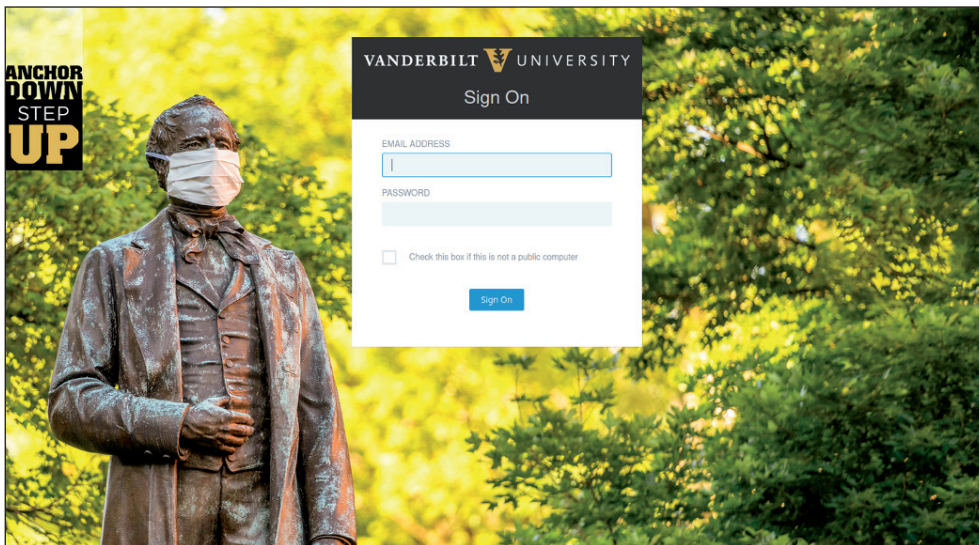 ANCHOR
DOWN
STEP
UP
VANDERBILT V UNIVERSITY
Sign On
EMAIL ADDRESS
PASSWORD
Check this box if this is not a public computer
Sign On